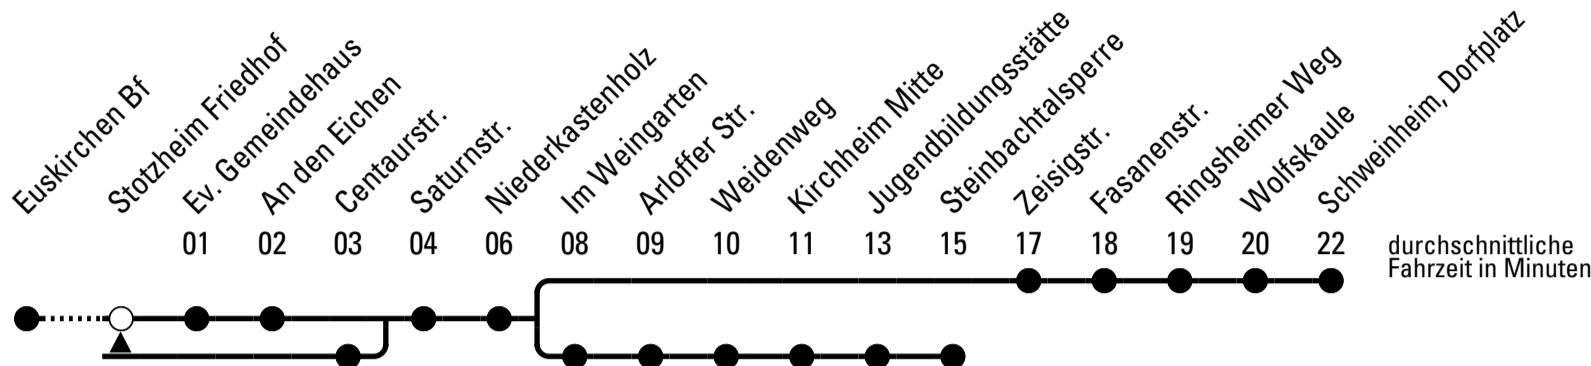 Euskirchen Bf
Stotzheim Friedhof
Ev. Gemeindehaus
An den Eichen
Centaurstr.
Saturnstr.
Niederkastenholz
Im Weingarten
Arloffer Str.
Weidenweg
Kirchheim Mitte
Jugendbildungsstätte
Steinbachtalsperre
Zeisigstr.
Fasanenstr.
Ringsheimer Weg
Wolfskaule
Schweinheim, Dorfplatz
01 02 03 04 06 08 09 10 11 13 15 17 18 19 20 22
durchschnittliche
Fahrzeit in Minuten